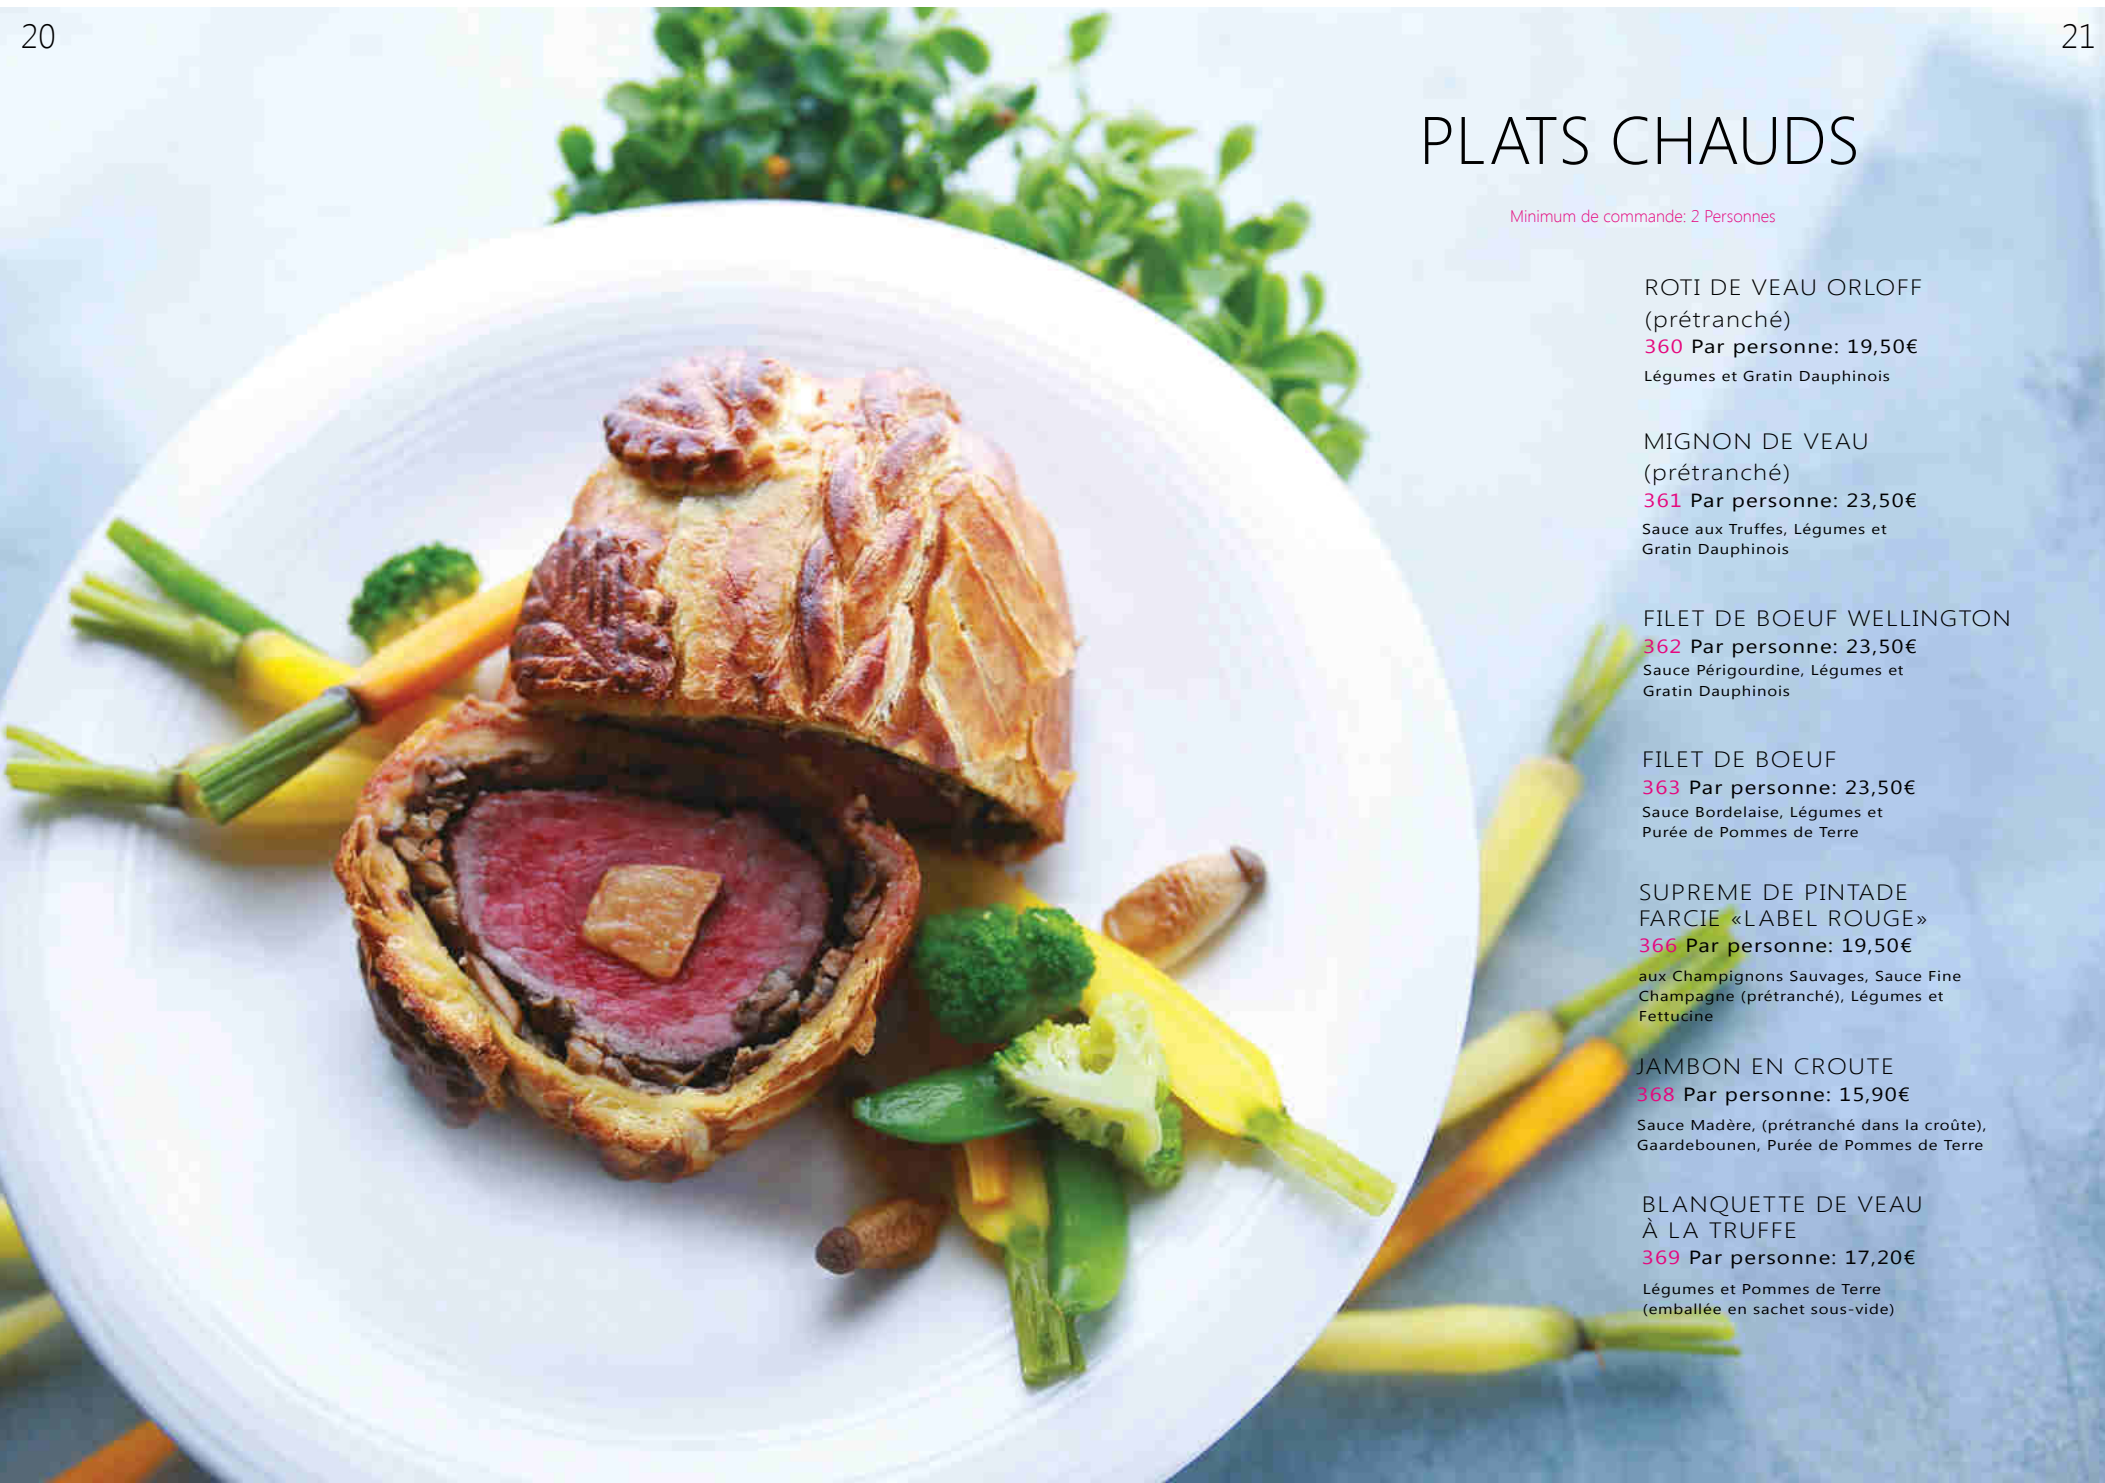 20
21
PLATS CHAUDS
Minimum de commande: 2 Personnes
ROTI DE VEAU ORLOFF
(prétranché)
360 Par personne: 19,50€
Légumes et Gratin Dauphinois
MIGNON DE VEAU
(prétranché)
361 Par personne: 23,50€
Sauce aux Truffes, Légumes et
Gratin Dauphinois
FILET DE BOEUF WELLINGTON
362 Par personne: 23,50€
Sauce Périgourdine, Légumes et
Gratin Dauphinois
FILET DE BOEUF
363 Par personne: 23,50€
Sauce Bordelaise, Légumes et
Purée de Pommes de Terre
SUPREME DE PINTADE
FARCIE «LABEL ROUGE»
366 Par personne: 19,50€
aux Champignons Sauvages, Sauce Fine
Champagne (prétranché), Légumes et
Fettucine
JAMBON EN CROUTE
368 Par personne: 15,90€
Sauce Madère, (prétranché dans la croûte),
Gaardebounen, Purée de Pommes de Terre
BLANQUETTE DE VEAU
À LA TRUFFE
369 Par personne: 17,20€
Légumes et Pommes de Terre
(emballée en sachet sous-vide)